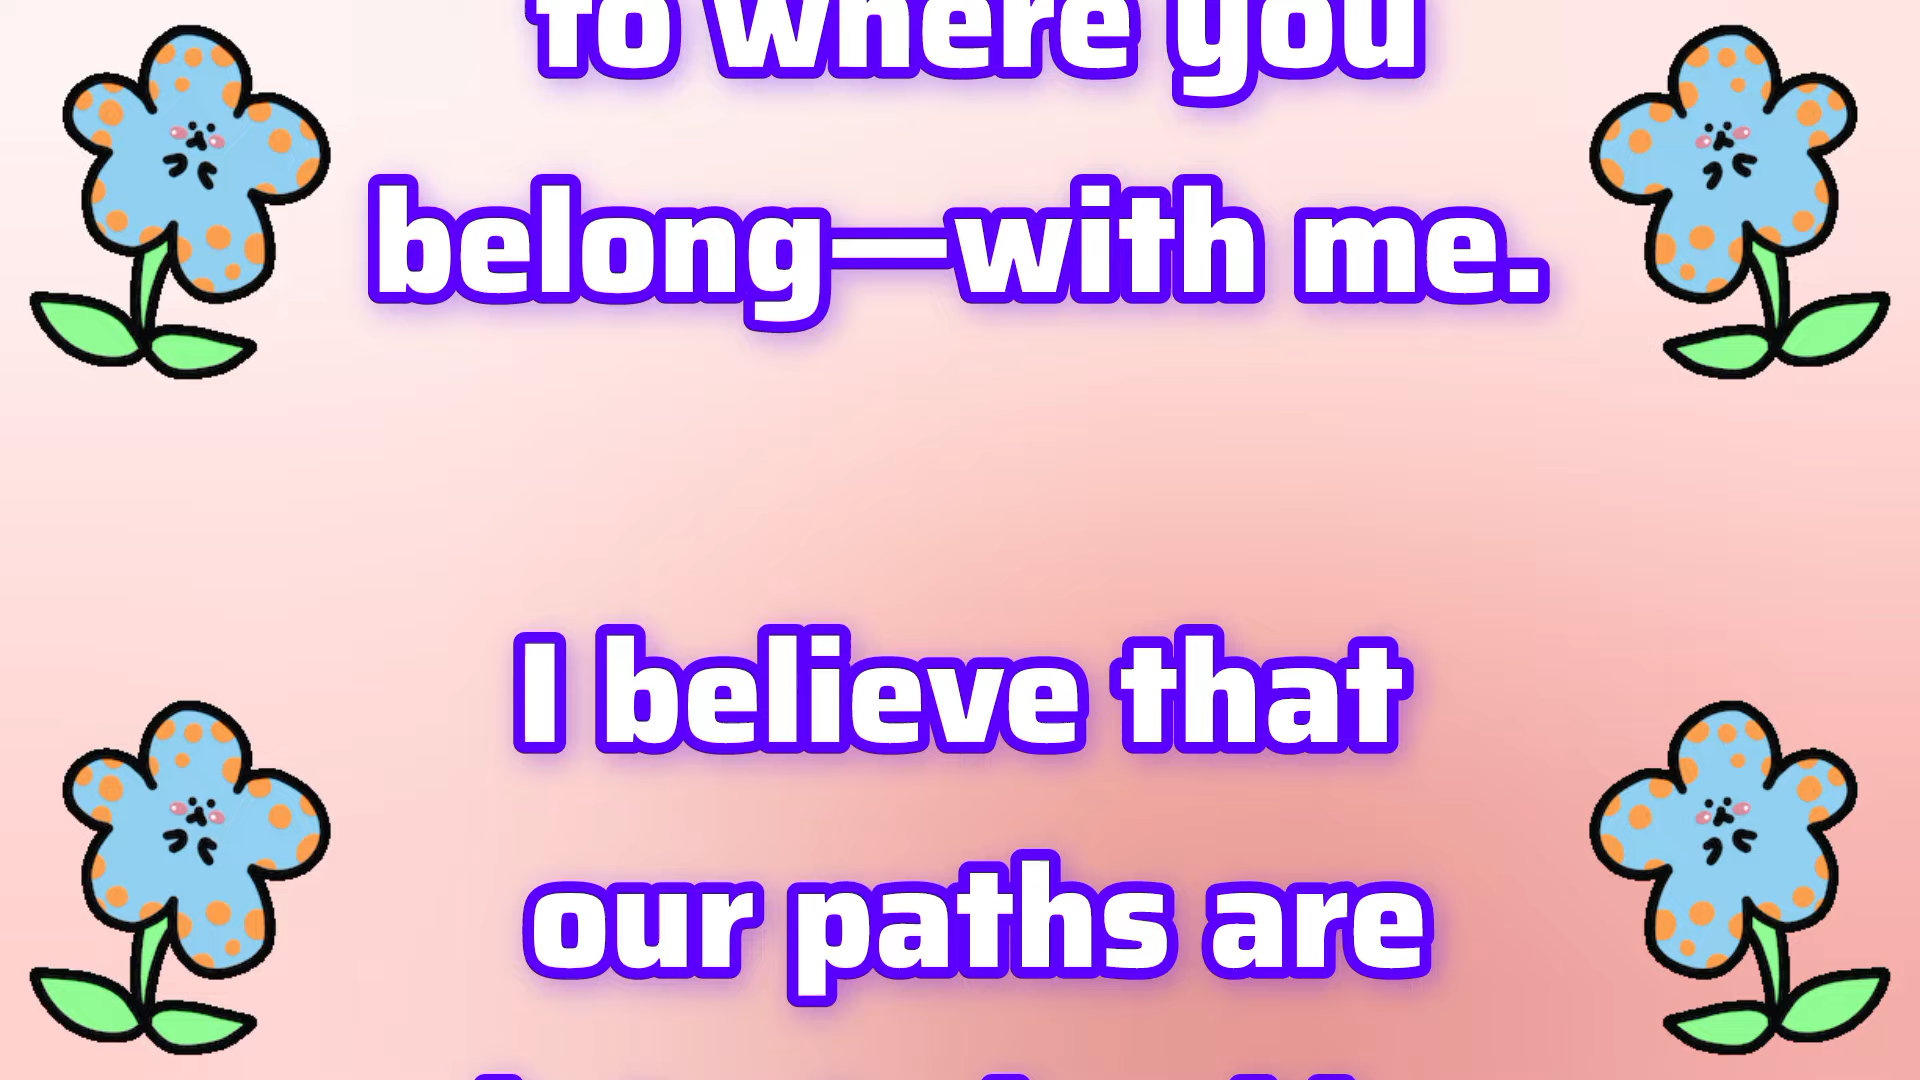 to where you
belong—with me.
I believe that
our paths are